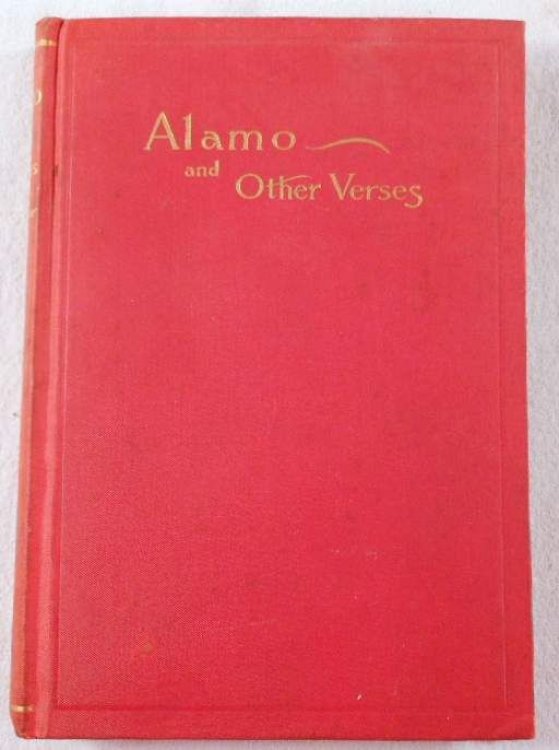 Alamo
and
Other Verses